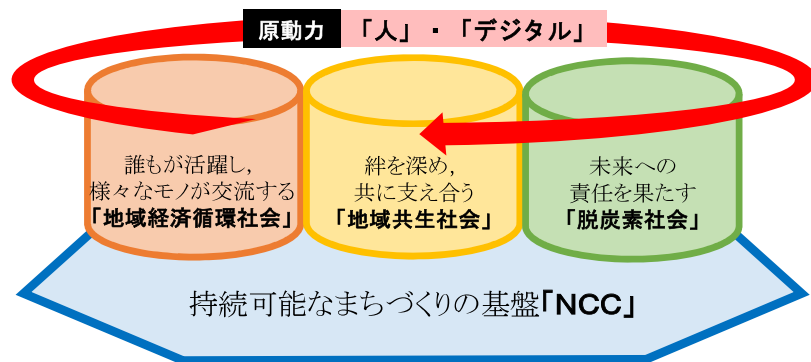 原動力 「人」・「デジタル」
誰もが活躍し,
様々なモノが交流する
「地域経済循環社会」
絆を深め,
共に支え合う
「地域共生社会」
未来への
責任を果たす
「脱炭素社会」
持続可能なまちづくりの基盤「NCC」